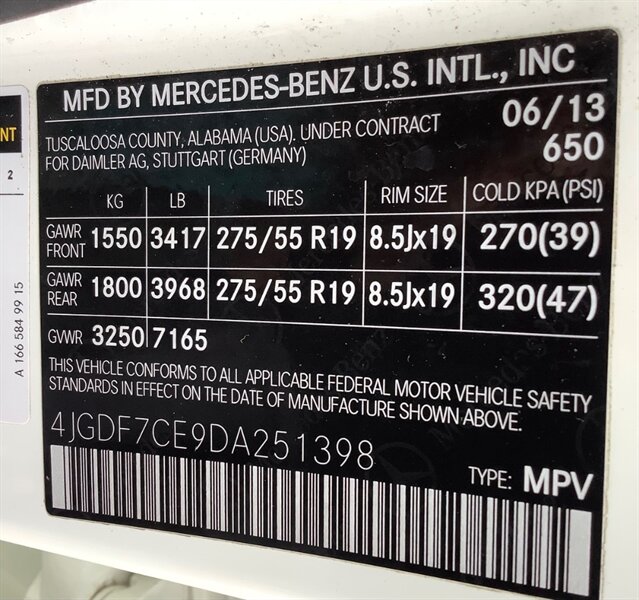 MFD BY MERCEDES-BENZ U.S. INTL., INC
TUSCALOOSA COUNTY, ALABAMA (USA). UNDER CONTRACT
FOR DAIMLER AG, STUTTGART (GERMANY)
06/13
650
KG LB TIRES RIM SIZE COLD KPA (PSI)
GAWR FRONT 1550 3417 275/55 R19 8.5Jx19 270(39)
GAWR REAR 1800 3968 275/55 R19 8.5Jx19 320(47)
GVWR 3250 7165
THIS VEHICLE CONFORMS TO ALL APPLICABLE FEDERAL MOTOR VEHICLE SAFETY
STANDARDS IN EFFECT ON THE DATE OF MANUFACTURE SHOWN ABOVE.
4JGDF7CE9DA251398
TYPE: MPV
NT
2
A 166 584 99 15